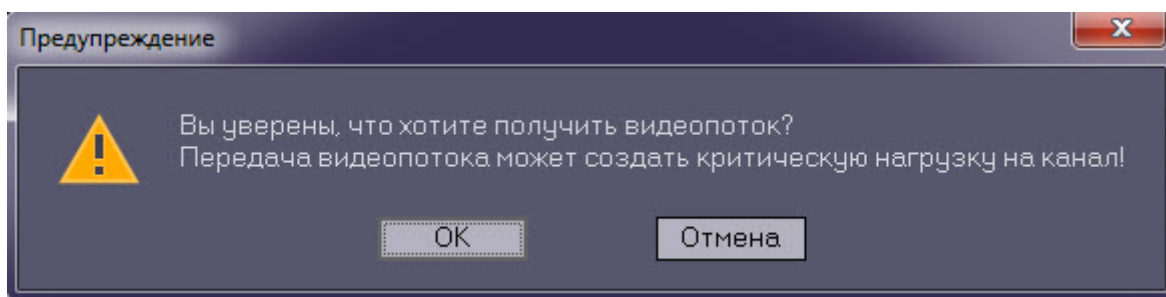 Предупреждение
Вы уверены, что хотите получить видеопоток?
Передача видеопотока может создать критическую нагрузку на канал!
OK
Отмена